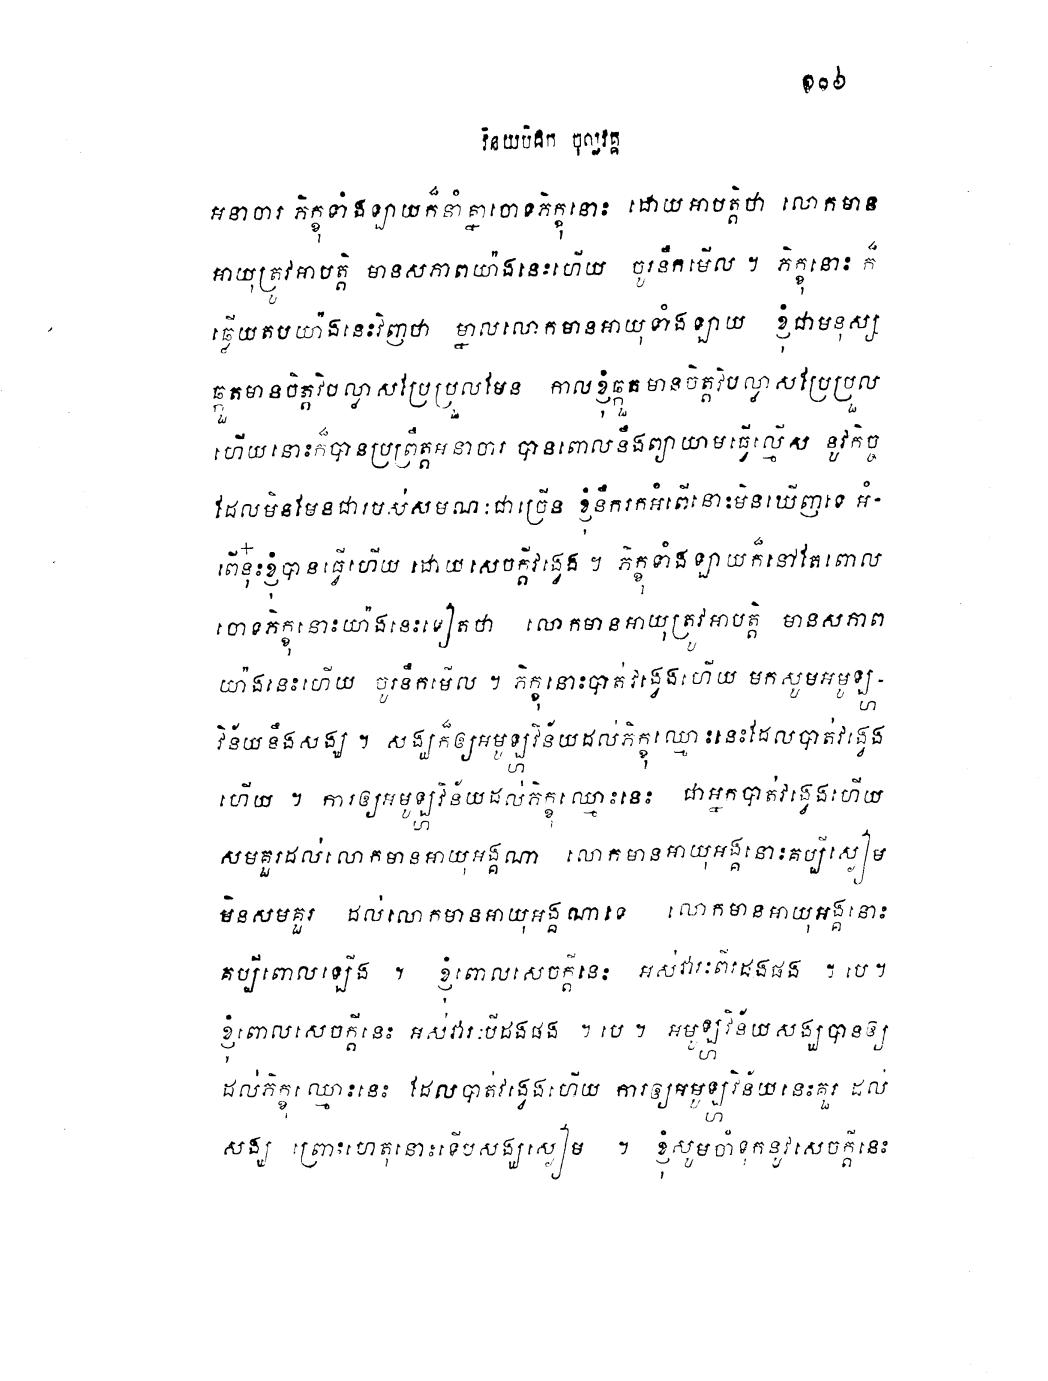 ១០៦
វិនយបិដក ចុល្លវគ្គ
អនាចារ ភិក្ខុទាំងឡាយក៏នាំគ្នាចោទភិក្ខុនោះ ដោយអាបត្តិថា លោកមាន
អាយុត្រូវអាបត្តិ មានសភាពយ៉ាងនេះហើយ ចូរនឹកមើល ។ ភិក្ខុនោះ ក៏
ឆ្លើយតបយ៉ាងនេះវិញថា ម្នាលលោកមានអាយុទាំងឡាយ ខ្ញុំជាមនុស្ស
ឆ្កួតមានចិត្តវិបល្លាសប្រែប្រួលមែន កាលខ្ញុំឆ្កួតមានចិត្តវិបល្លាសប្រែប្រួល
ហើយនោះក៏បានប្រព្រឹត្តអនាចារ បានពោលនឹងព្យាយាមធ្វើល្មើស នូវកិច្ច
ដែលមិនមែនជារបស់សមណៈជាច្រើន ខ្ញុំនឹករកអំពើនោះមិនឃើញទេ អំ-
ពើនុ៎ះខ្ញុំបានធ្វើហើយ ដោយសេចក្តីវង្វេង ។ ភិក្ខុទាំងឡាយក៏នៅតែពោល
ចោទភិក្ខុនោះយ៉ាងនេះទៀតថា លោកមានអាយុត្រូវអាបត្តិ មានសភាព
យ៉ាងនេះហើយ ចូរនឹកមើល ។ ភិក្ខុនោះបាត់វង្វេងហើយ មកសូមអមូឡ្ហ-
វិន័យនឹងសង្ឃ ។ សង្ឃក៏ឲ្យអមូឡ្ហវិន័យដល់ភិក្ខុឈ្មោះនេះដែលបាត់វង្វេង
ហើយ ។ ការឲ្យអមូឡ្ហវិន័យដល់ភិក្ខុឈ្មោះនេះ ជាអ្នកបាត់វង្វេងហើយ
សមគួរដល់លោកមានអាយុអង្គណា លោកមានអាយុអង្គនោះគប្បីស្ងៀម
មិនសមគួរ ដល់លោកមានអាយុអង្គណាទេ លោកមានអាយុអង្គនោះ
គប្បីពោលឡើង ។ ខ្ញុំពោលសេចក្តីនេះ អស់វារៈពីរដងផង ។ បេ ។
ខ្ញុំពោលសេចក្តីនេះ អស់វារៈបីដងផង ។ បេ ។ អមូឡ្ហវិន័យសង្ឃបានឲ្យ
ដល់ភិក្ខុឈ្មោះនេះ ដែលបាត់វង្វេងហើយ ការឲ្យអមូឡ្ហវិន័យនេះគួរ ដល់
សង្ឃ ព្រោះហេតុនោះទើបសង្ឃស្ងៀម ។ ខ្ញុំសូមចាំទុកនូវសេចក្តីនេះ